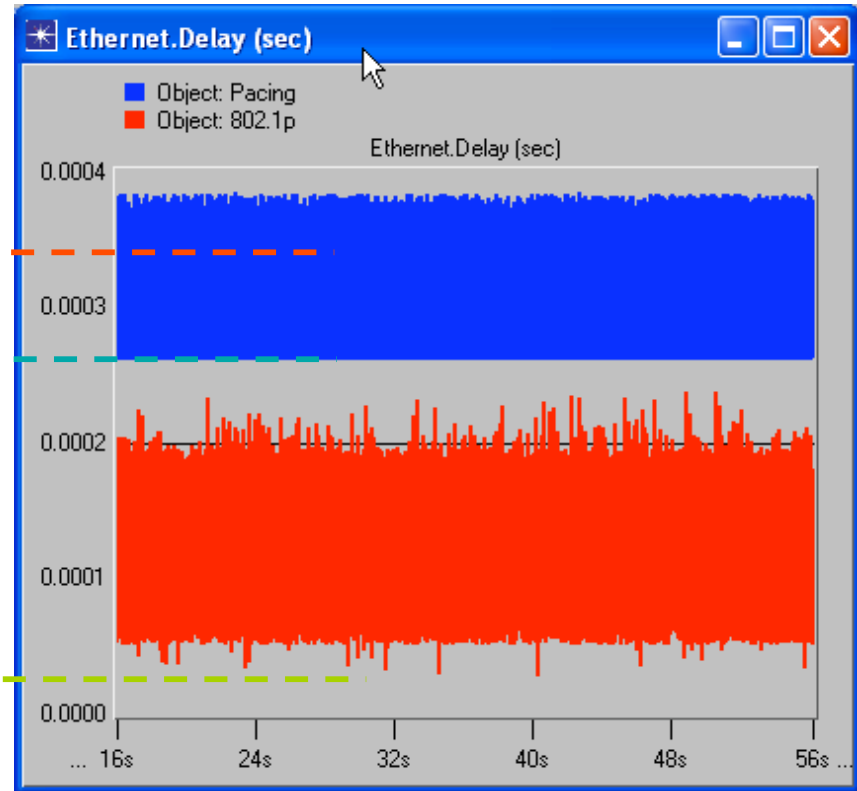 Ethernet.Delay (sec)
Object: Pacing
Object: 802.1p
Ethernet.Delay (sec)
0.0004
0.0003
0.0002
0.0001
0.0000
... 16s 24s 32s 40s 48s 56s ...